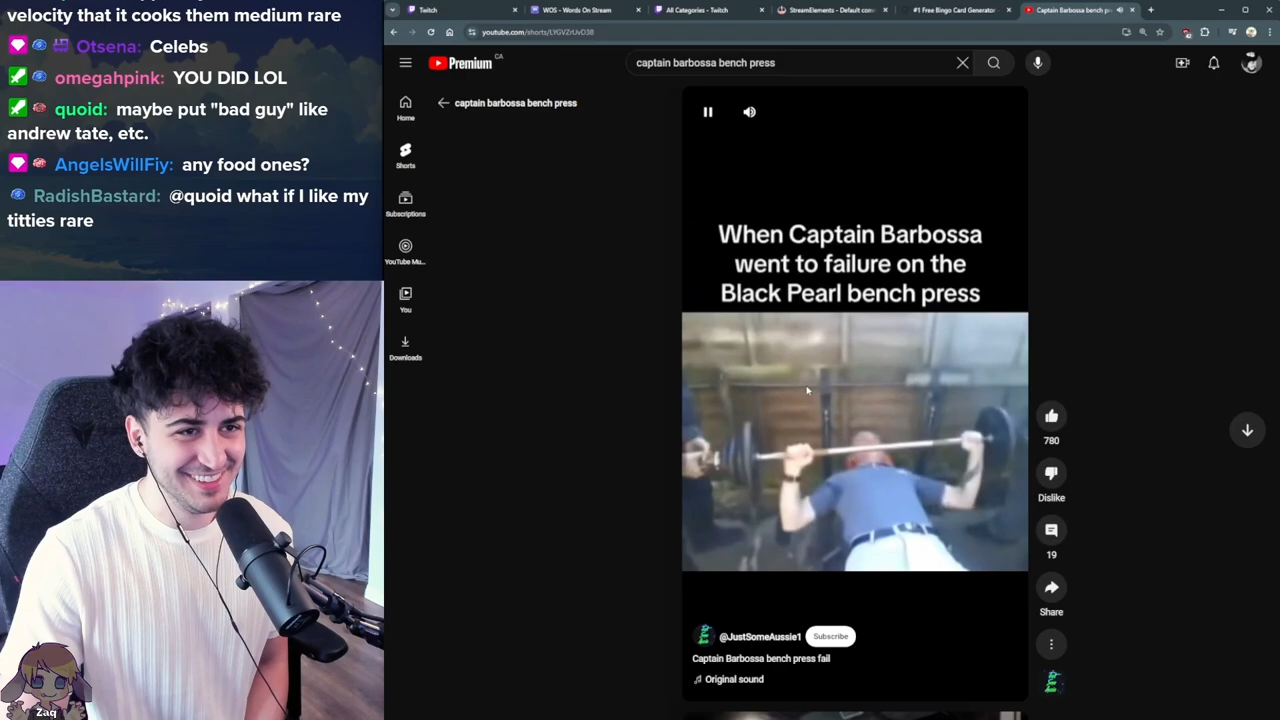 velocity that it cooks them medium rare
Otsena: Celebs
omegahpink: YOU DID LOL
quoid: maybe put "bad guy" like
andrew tate, etc.
AngelsWillFiy: any food ones?
RadishBastard: @quoid what if I like my
titties rare
Zaq
Twitch
WOS - Words On Stream
All Categories - Twitch
StreamElements - Default com
#1 Free Bingo Card Generator
Captain Barbossa bench pr
youtube.com/shorts/LYGVZrUvD38
Premium CA
captain barbossa bench press
captain barbossa bench press
Home
Shorts
Subscriptions
YouTube Mu...
You
Downloads
When Captain Barbossa
went to failure on the
Black Pearl bench press
780
Dislike
19
Share
@JustSomeAussie1 Subscribe
Captain Barbossa bench press fail
Original sound